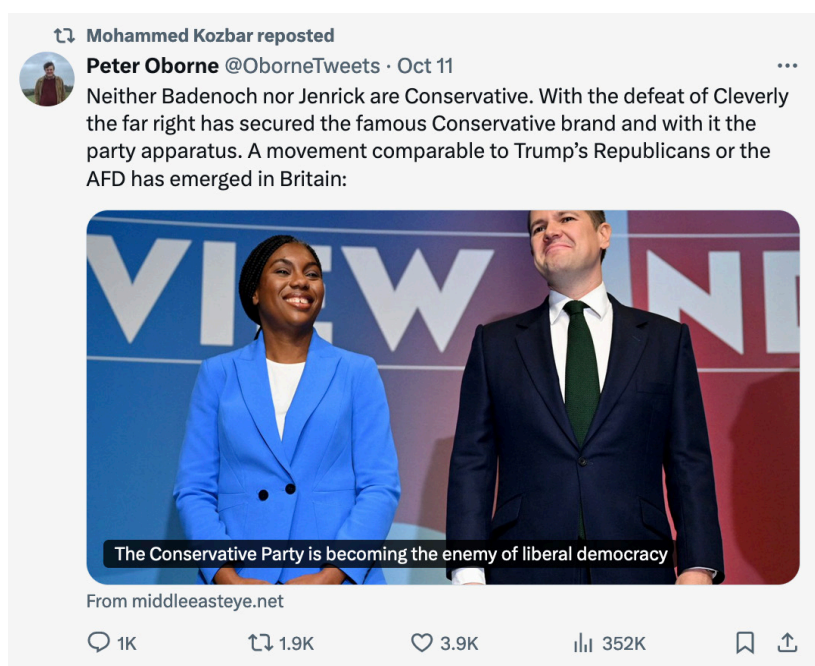 Mohammed Kozbar reposted
Peter Oborne @OborneTweets · Oct 11
Neither Badenoch nor Jenrick are Conservative. With the defeat of Cleverly
the far right has secured the famous Conservative brand and with it the
party apparatus. A movement comparable to Trump’s Republicans or the
AFD has emerged in Britain:
VIEW ND
The Conservative Party is becoming the enemy of liberal democracy
From middleeasteye.net
1K 1.9K 3.9K 352K